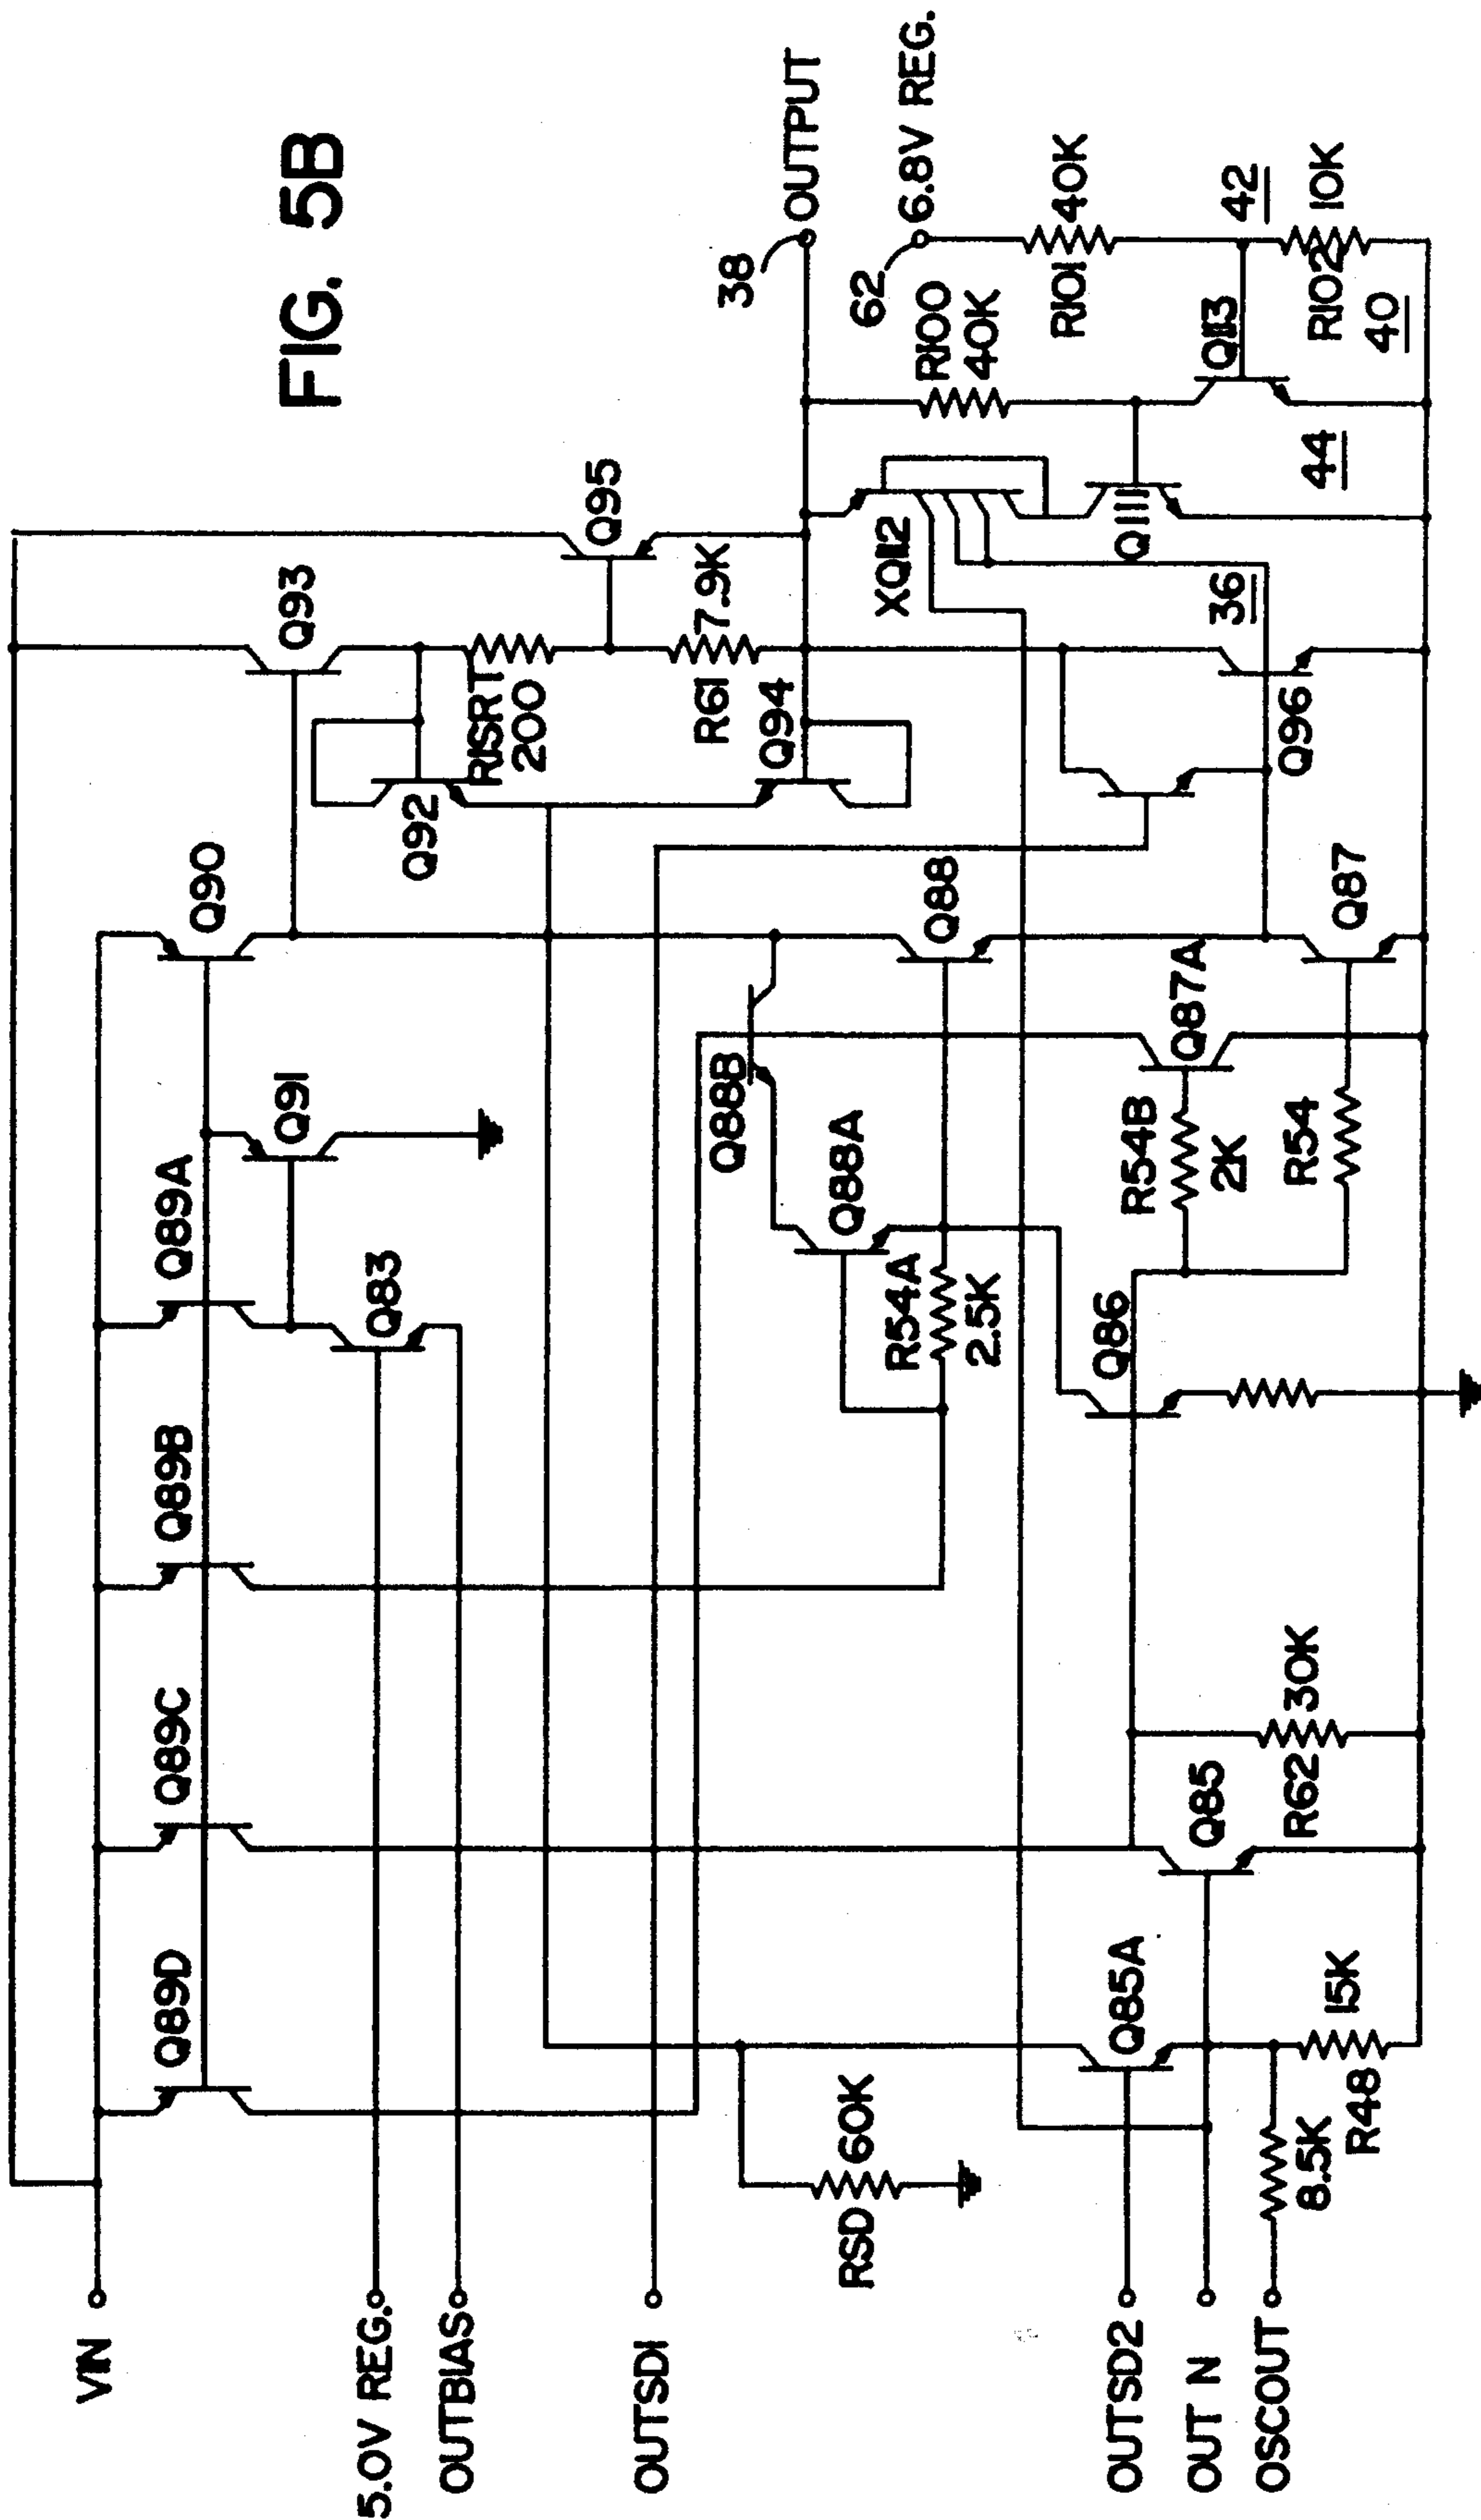 FIG. 5B
VIN
5.0V REG.
OUTBIAS
OUTSD1
OUTSD2
OUT N
OSCOUT
Q89D
Q89C
Q89B
Q89A
Q90
Q91
Q83
Q93
Q92
RISRT
200
Q95
R61
7.9K
Q94
38
OUTPUT
62
6.8V REG.
R100
40K
R101
40K
42
R102
10K
40
Q113
44
Q111
XQ112
36
Q96
Q88
Q88B
Q88A
R54A
2.5K
Q87A
Q87
R54B
2K
R54
Q86
30K
R62
Q85
Q85A
15K
R48
8.5K
RSD
60K